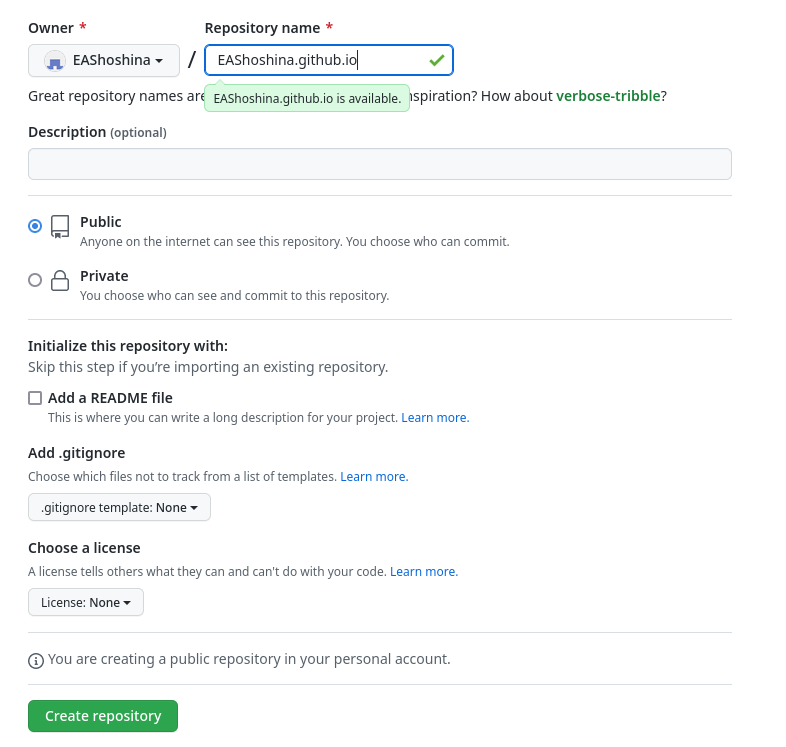 Owner * Repository name *
EAShoshina / EAShoshina.github.io
Great repository names are nspiration? How about verbose-tribble?
EAShoshina.github.io is available.
Description (optional)
Public
Anyone on the internet can see this repository. You choose who can commit.
Private
You choose who can see and commit to this repository.
Initialize this repository with:
Skip this step if you’re importing an existing repository.
Add a README file
This is where you can write a long description for your project. Learn more.
Add .gitignore
Choose which files not to track from a list of templates. Learn more.
.gitignore template: None
Choose a license
A license tells others what they can and can't do with your code. Learn more.
License: None
You are creating a public repository in your personal account.
Create repository